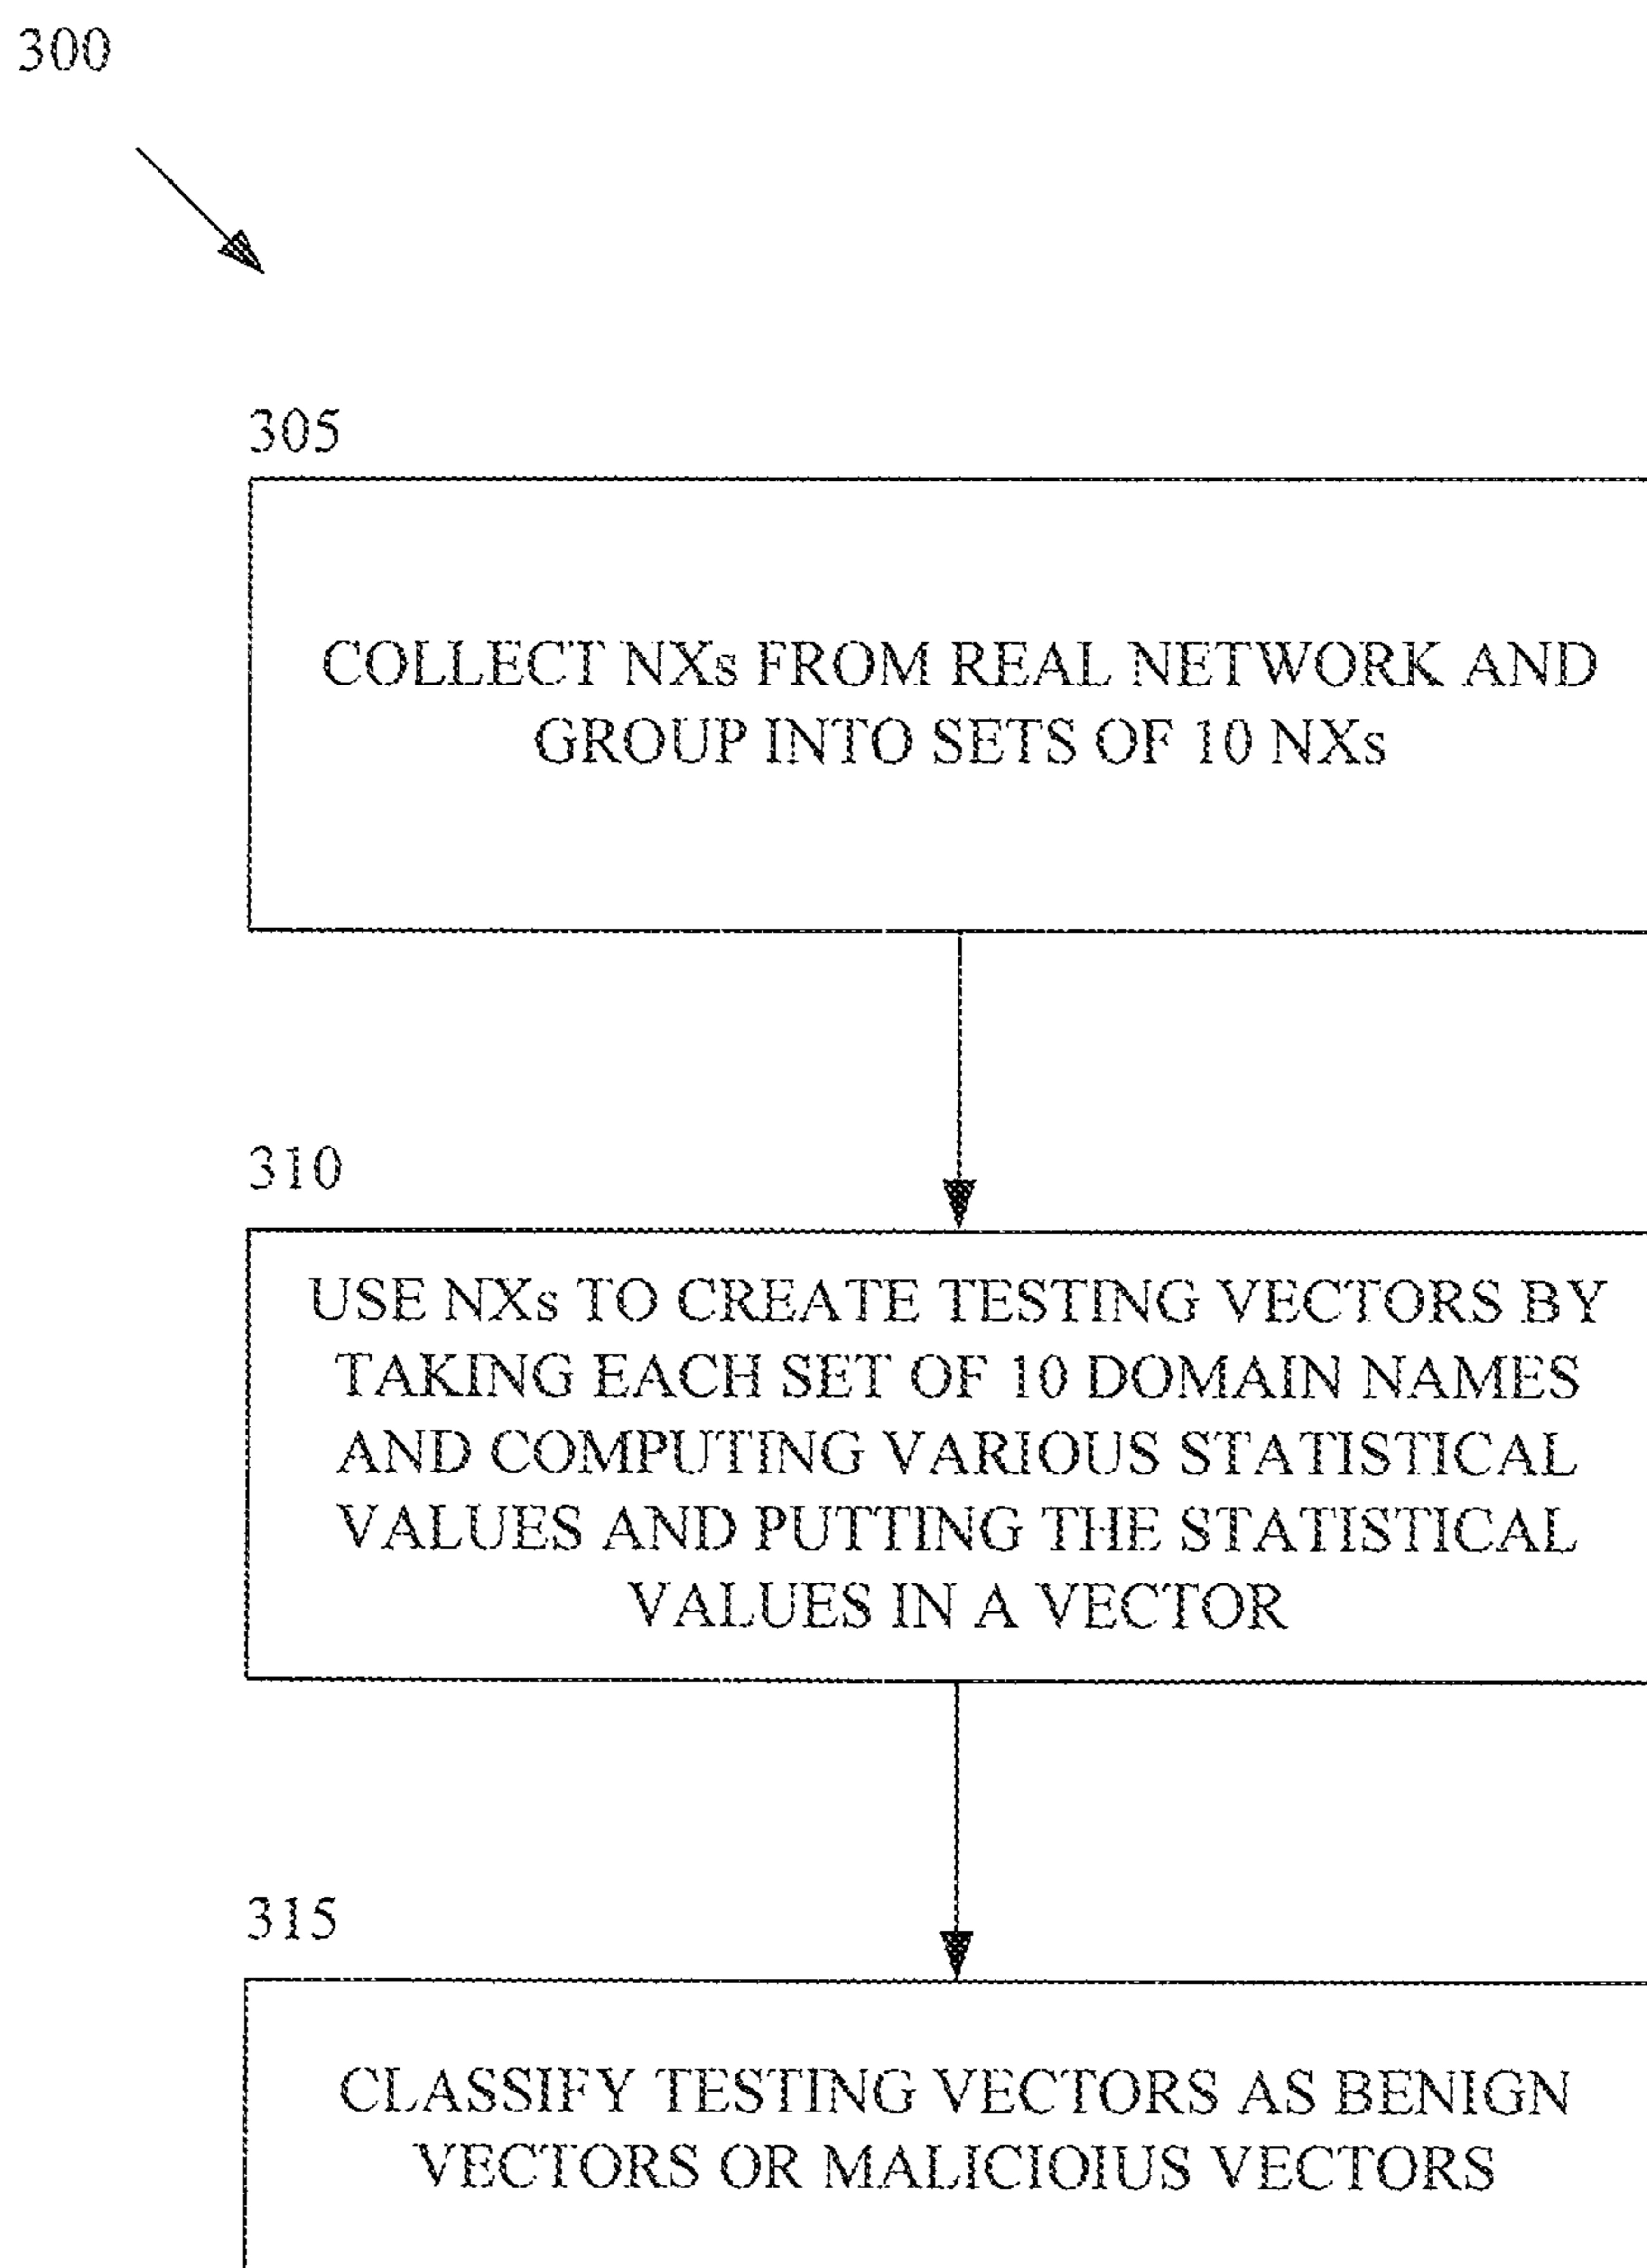 300
305
COLLECT NXs FROM REAL NETWORK AND
GROUP INTO SETS OF 10 NXs
310
USE NXs TO CREATE TESTING VECTORS BY
TAKING EACH SET OF 10 DOMAIN NAMES
AND COMPUTING VARIOUS STATISTICAL
VALUES AND PUTTING THE STATISTICAL
VALUES IN A VECTOR
315
CLASSIFY TESTING VECTORS AS BENIGN
VECTORS OR MALICIOIUS VECTORS